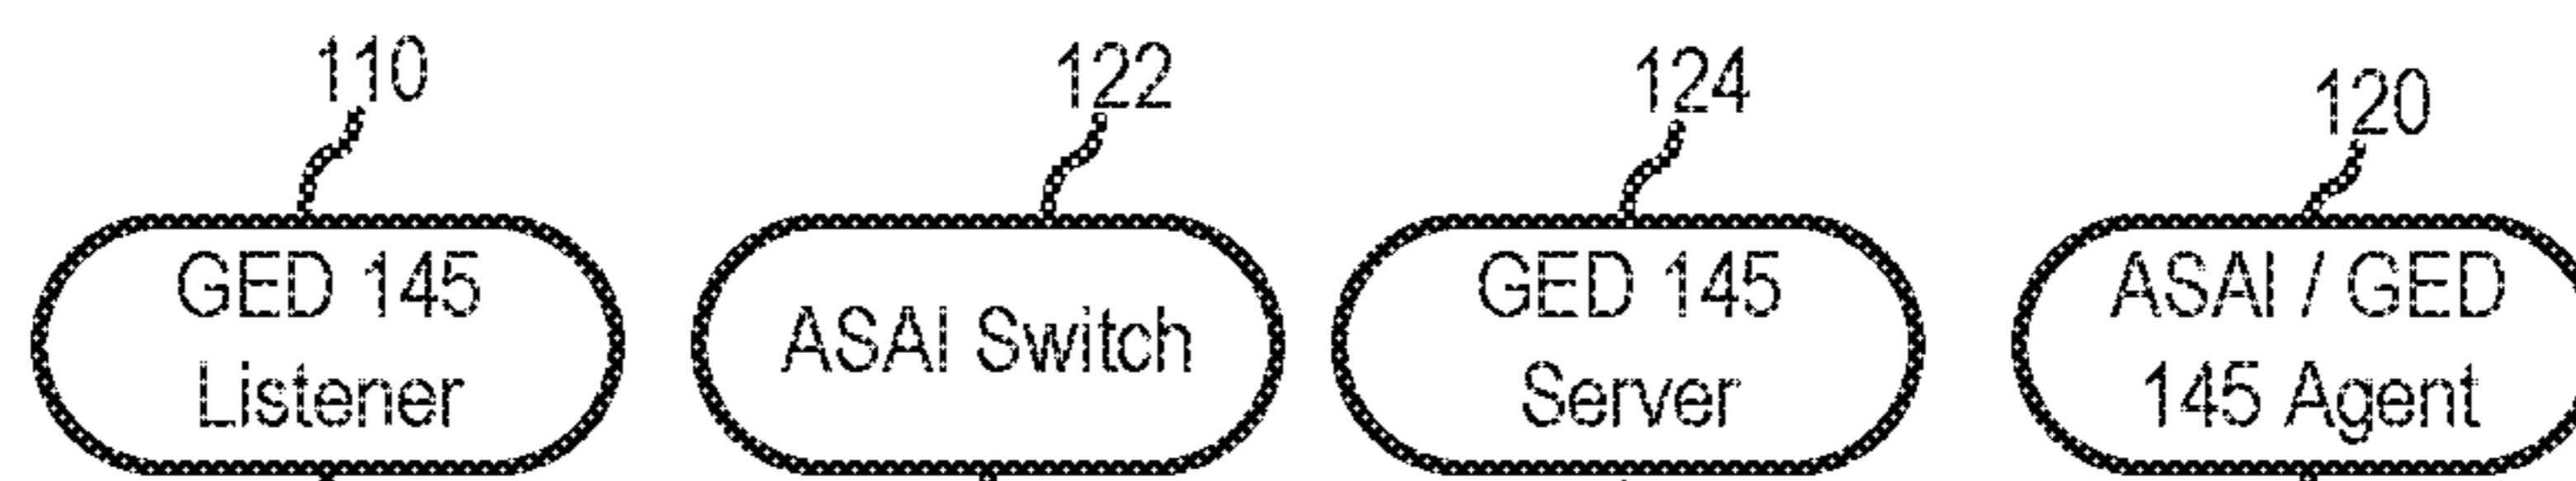 110
122
124
120
GED 145
Listener
ASAI Switch
GED 145
Server
ASAI / GED
145 Agent